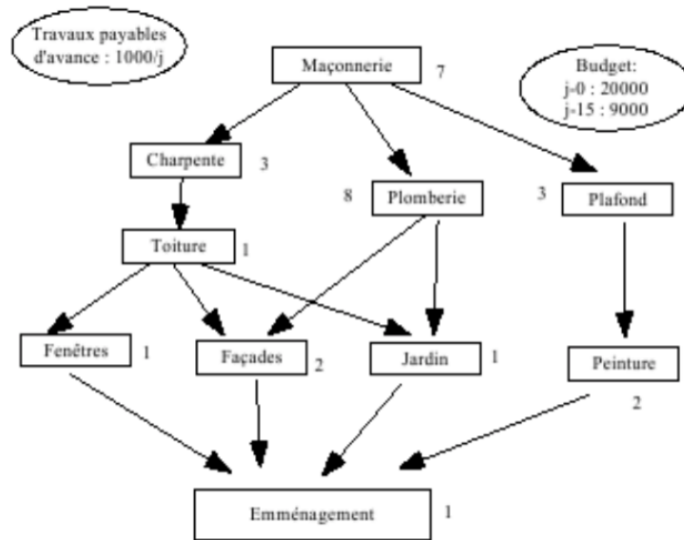 Travaux payables
d'avance : 1000/j
Maçonnerie
7
Budget:
j-0 : 20000
j-15 : 9000
Charpente
3
8
Plomberie
3
Plafond
Toiture
1
Fenêtres
1
Façades
2
Jardin
1
Peinture
2
Emménagement
1